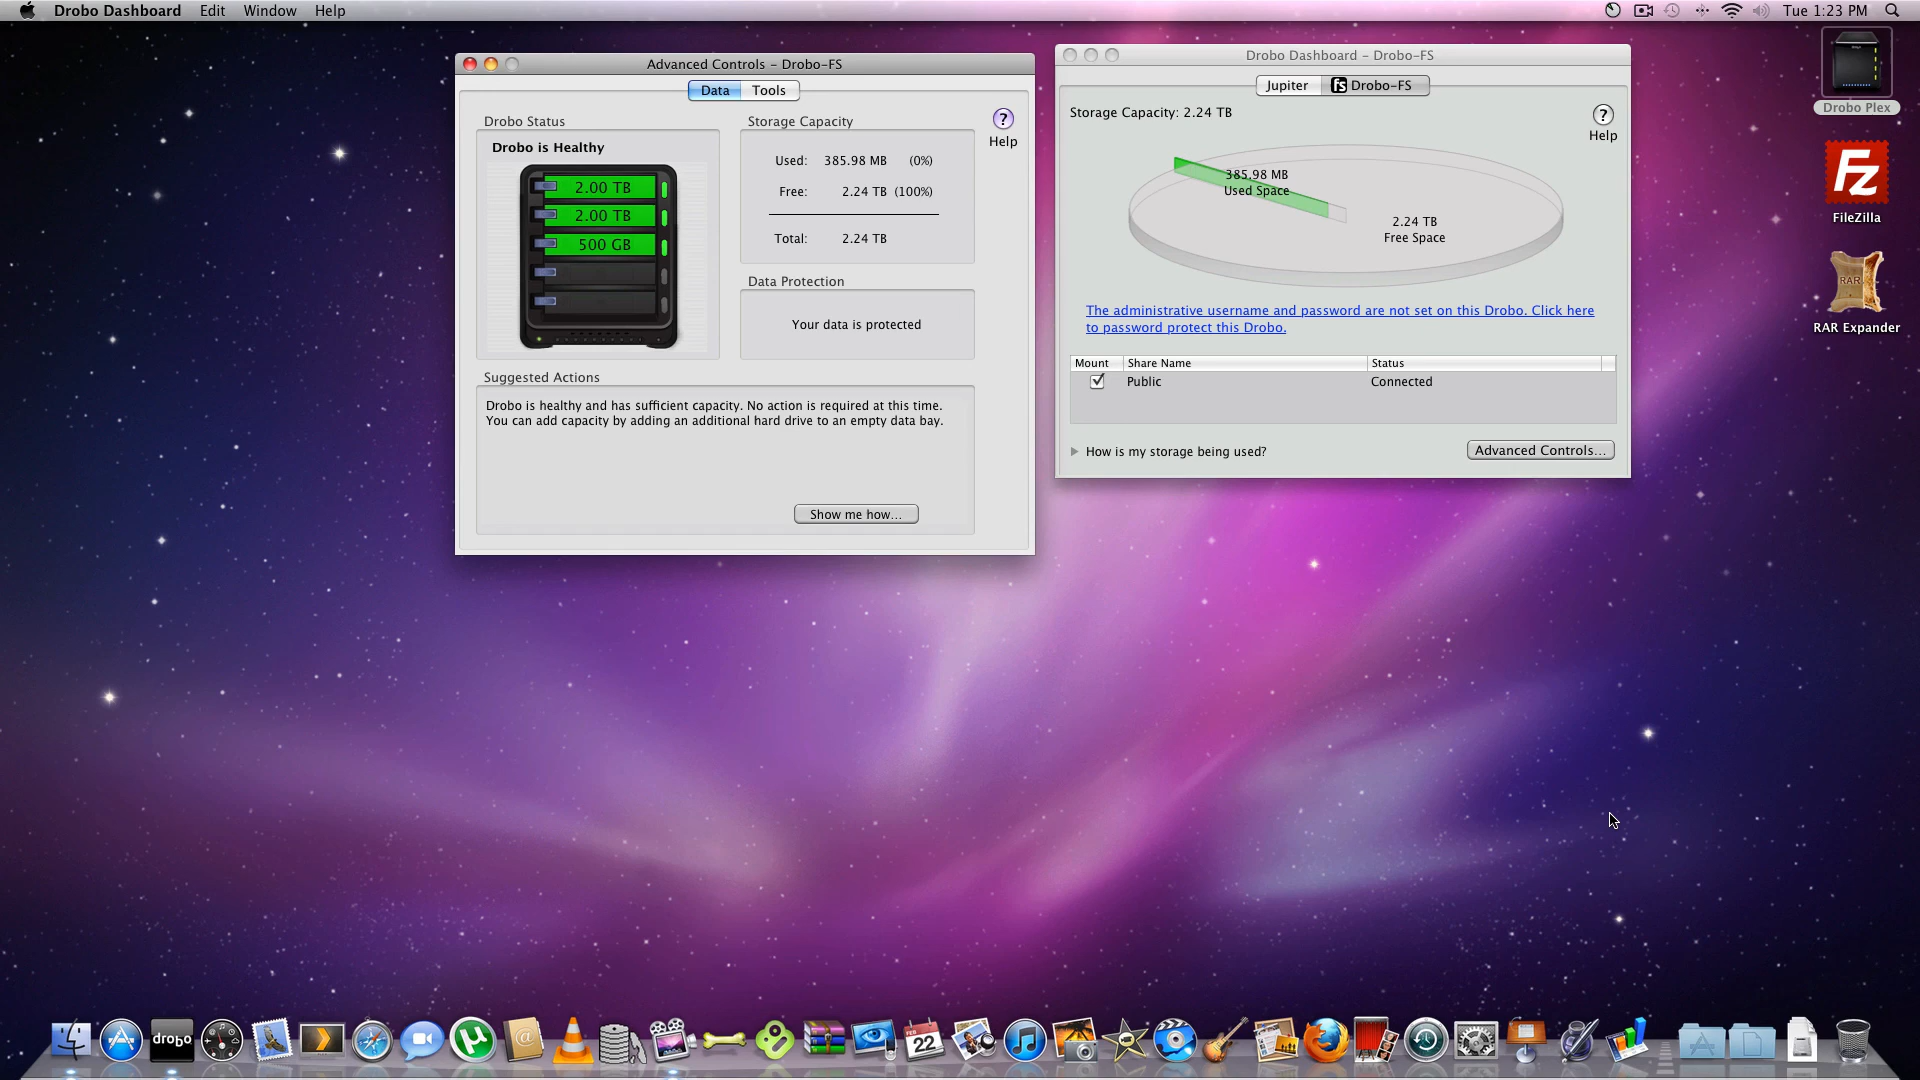 Drobo Dashboard Edit Window Help
Tue 1:23 PM
Advanced Controls – Drobo-FS
Data Tools
Drobo Status
Drobo is Healthy
2.00 TB
2.00 TB
500 GB
Storage Capacity
Used: 385.98 MB (0%)
Free: 2.24 TB (100%)
Total: 2.24 TB
?
Help
Data Protection
Your data is protected
Suggested Actions
Drobo is healthy and has sufficient capacity. No action is required at this time.
You can add capacity by adding an additional hard drive to an empty data bay.
Show me how...
Drobo Dashboard – Drobo-FS
Jupiter fs Drobo-FS
Storage Capacity: 2.24 TB
?
Help
385.98 MB
Used Space
2.24 TB
Free Space
The administrative username and password are not set on this Drobo. Click here
to password protect this Drobo.
Mount Share Name Status
Public Connected
How is my storage being used?
Advanced Controls...
Drobo Plex
Fz
FileZilla
RAR
RAR Expander
drobo
FEB
22